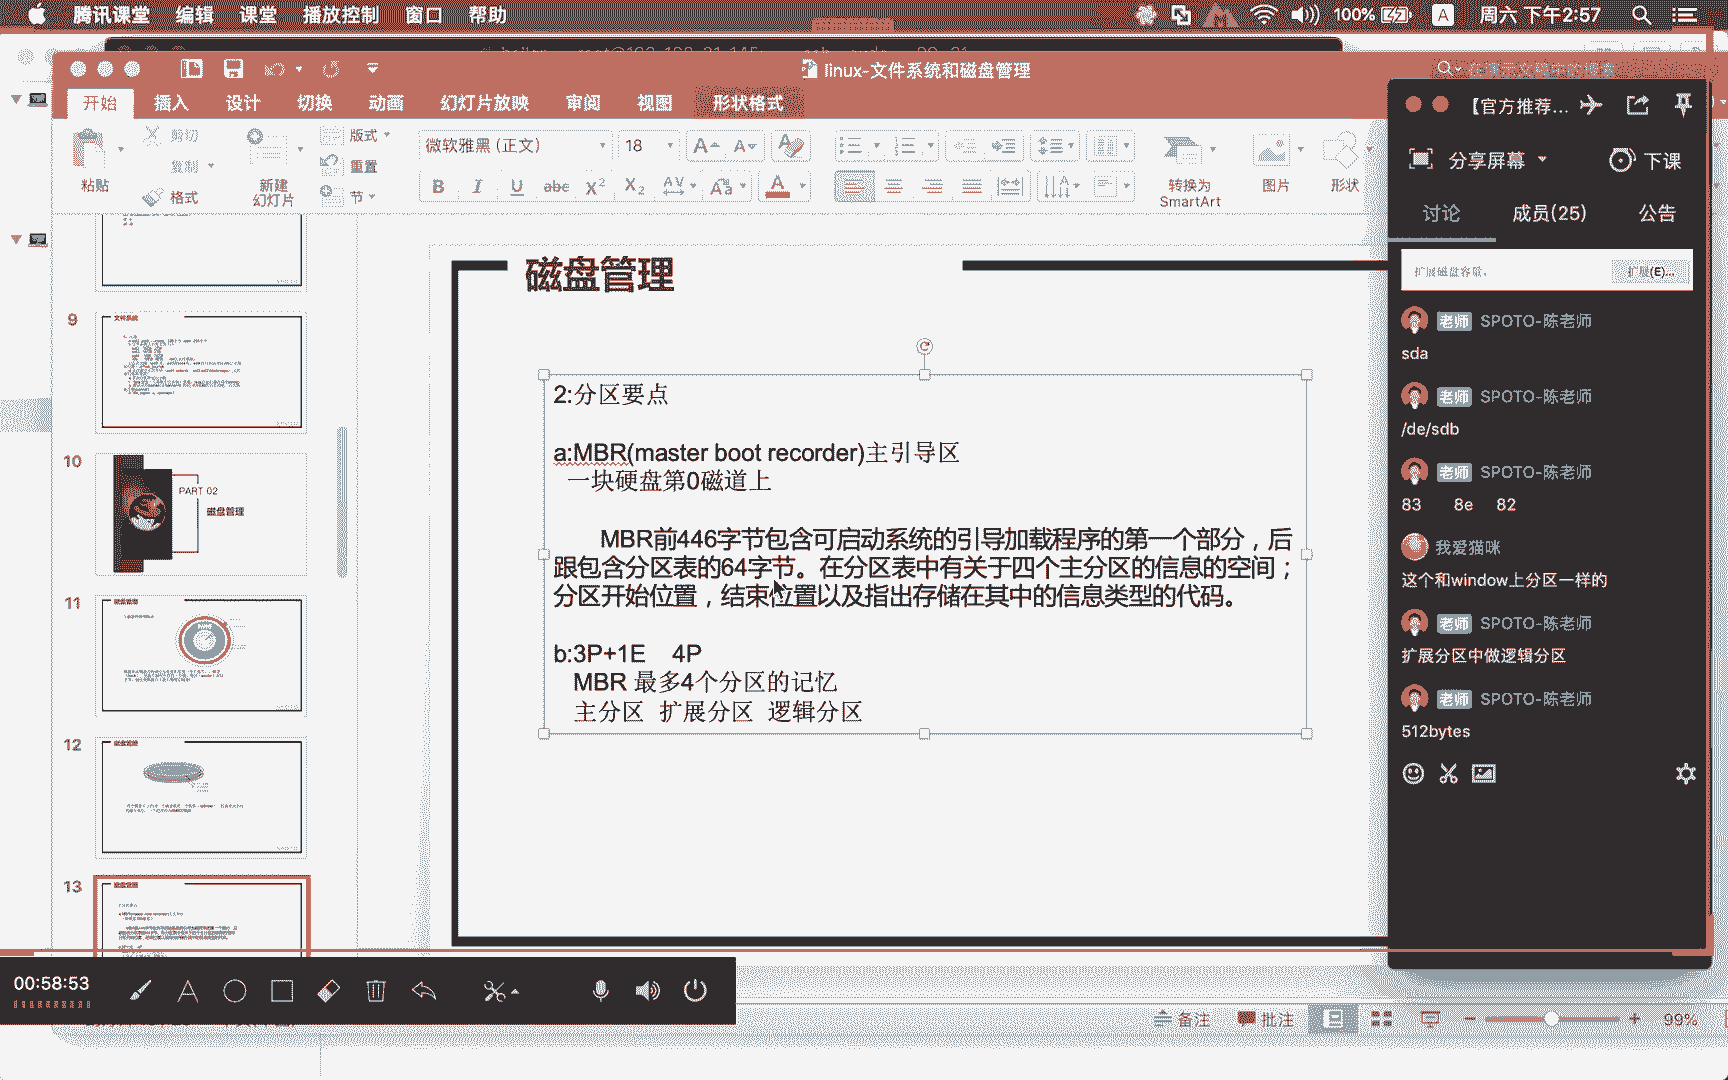 腾讯课堂 编辑 课堂 播放控制 窗口 帮助
100% A 周六 下午2:57
linux-文件系统和磁盘管理
开始 插入 设计 切换 动画 幻灯片放映 审阅 视图 形状格式
粘贴 剪切 复制 格式
新建
幻灯片
版式
重置
节
微软雅黑 (正文) 18
转换为
SmartArt
图片 形状
9
10
PART 02
磁盘管理
11
12
13
磁盘管理
2:分区要点
a:MBR(master boot recorder)主引导区
一块硬盘第0磁道上
MBR前446字节包含可启动系统的引导加载程序的第一个部分，后
跟包含分区表的64字节。在分区表中有关于四个主分区的信息的空间；
分区开始位置，结束位置以及指出存储在其中的信息类型的代码。
b:3P+1E 4P
MBR 最多4个分区的记忆
主分区 扩展分区 逻辑分区
【官方推荐...
分享屏幕 下课
讨论 成员(25) 公告
扩展磁盘容量。 扩展(E)...
老师 SPOTO-陈老师
sda
老师 SPOTO-陈老师
/de/sdb
老师 SPOTO-陈老师
83 8e 82
我爱猫咪
这个和window上分区一样的
老师 SPOTO-陈老师
扩展分区中做逻辑分区
老师 SPOTO-陈老师
512bytes
00:58:53
备注 批注 99%